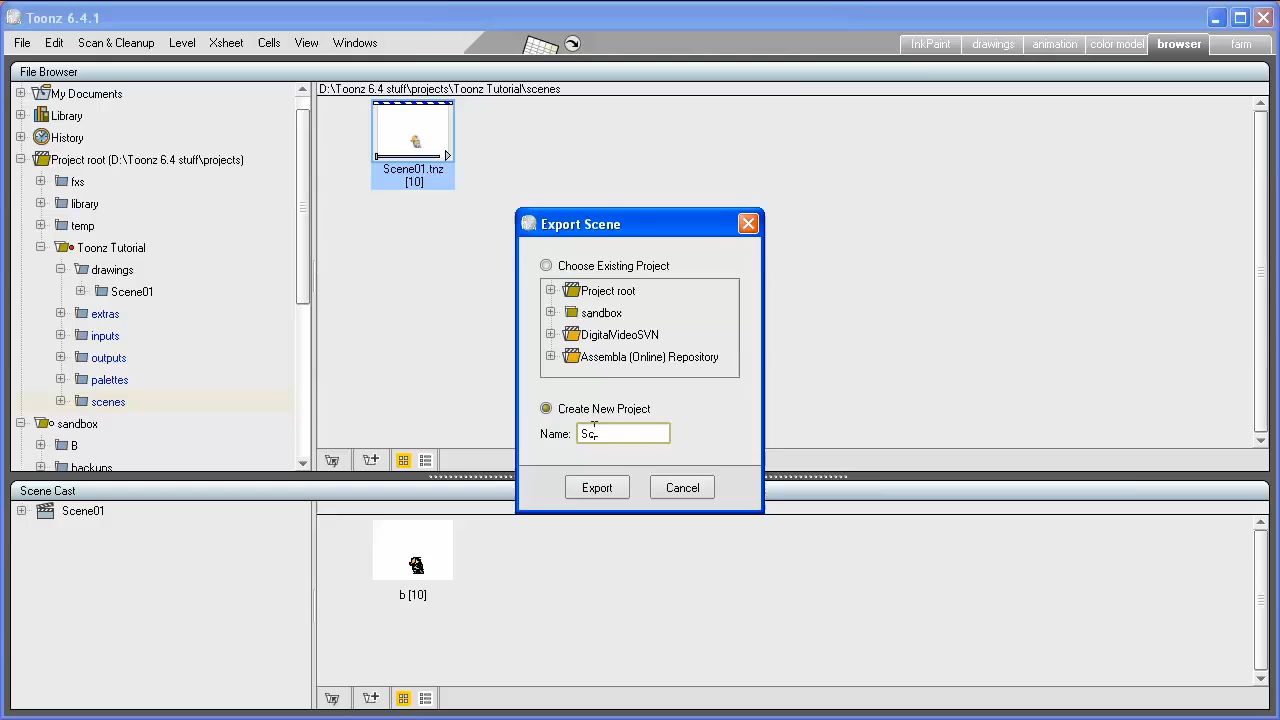 Toonz 6.4.1
File Edit Scan & Cleanup Level Xsheet Cells View Windows
InkPaint drawings animation color model browser farm
File Browser
My Documents
Library
History
Project root (D:\Toonz 6.4 stuff\projects)
fxs
library
temp
Toonz Tutorial
drawings
Scene01
extras
inputs
outputs
palettes
scenes
sandbox
B
backups
D:\Toonz 6.4 stuff\projects\Toonz Tutorial\scenes
Scene01.tnz
[10]
Export Scene
Choose Existing Project
Project root
sandbox
DigitalVideoSVN
Assembla (Online) Repository
Create New Project
Name: Sc
Export Cancel
Scene Cast
Scene01
b [10]